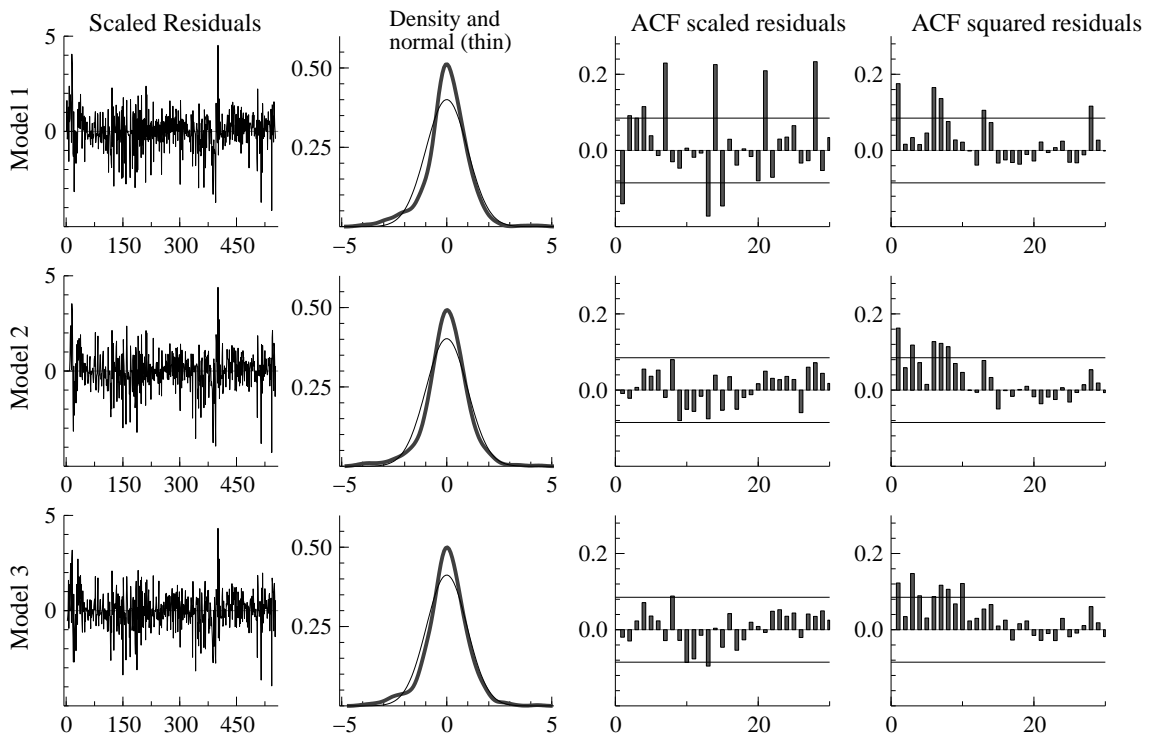 Scaled Residuals
Density and
normal (thin)
ACF scaled residuals
ACF squared residuals
Model 1
5
0
0 150 300 450
0.50
0.25
−5 0 5
0.2
0.0
0 20
0.2
0.0
20
Model 2
5
0
0 150 300 450
0.50
0.25
−5 0 5
0.2
0.0
0 20
0.2
0.0
20
Model 3
5
0
0 150 300 450
0.50
0.25
−5 0 5
0.2
0.0
0 20
0.2
0.0
20